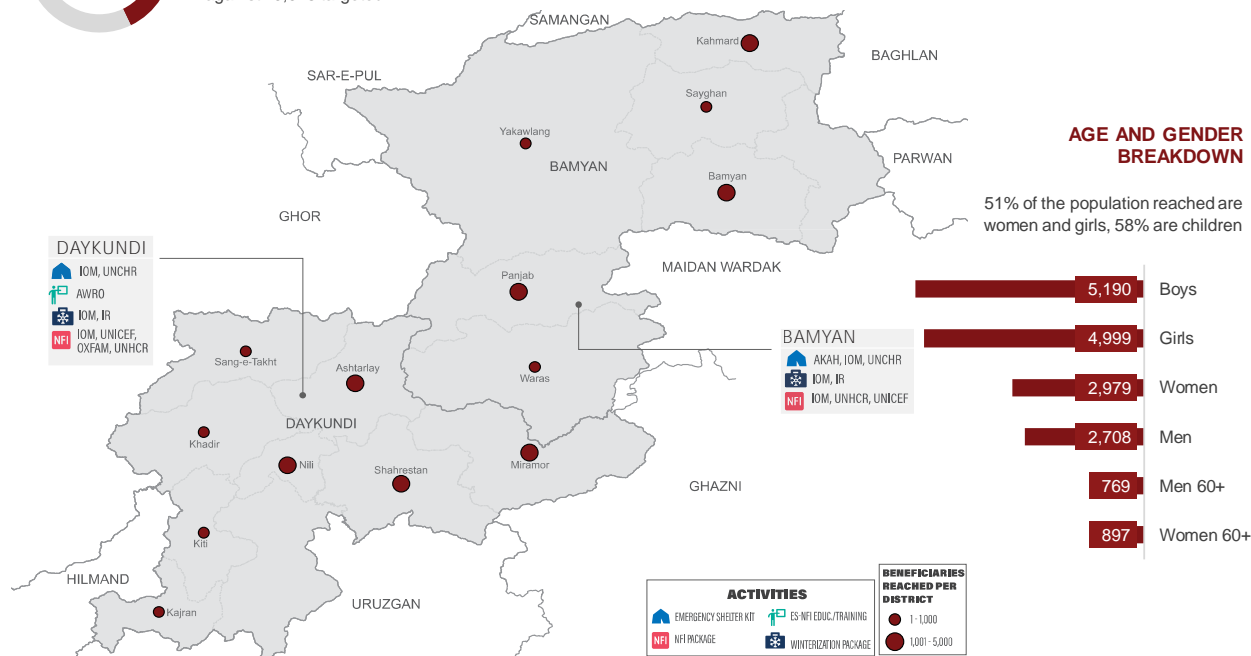 SAMANGAN
Kahmard
BAGHLAN
SAR-E-PUL
Sayghan
AGE AND GENDER
BREAKDOWN
Yakawlang
BAMYAN
PARWAN
Bamyan
51% of the population reached are
women and girls, 58% are children
GHOR
DAYKUNDI
IOM, UNCHR
AWRO
IOM, IR
NFI
IOM, UNICEF,
OXFAM, UNHCR
MAIDAN WARDAK
Panjab
5,190 Boys
4,999 Girls
2,979 Women
2,708 Men
769 Men 60+
897 Women 60+
BAMYAN
AKAH, IOM, UNCHR
IOM, IR
NFI IOM, UNHCR, UNICEF
Sang-e-Takht
Ashtarlay
Waras
DAYKUNDI
Khadir
Nili
Shahrestan
Miramor
GHAZNI
Kiti
HILMAND
Kajran
URUZGAN
ACTIVITIES
EMERGENCY SHELTER KIT
ES-NFI EDUC./TRAINING
NFI NFI PACKAGE
WINTERIZATION PACKAGE
BENEFICIARIES
REACHED PER
DISTRICT
1 - 1,000
1,001 - 5,000